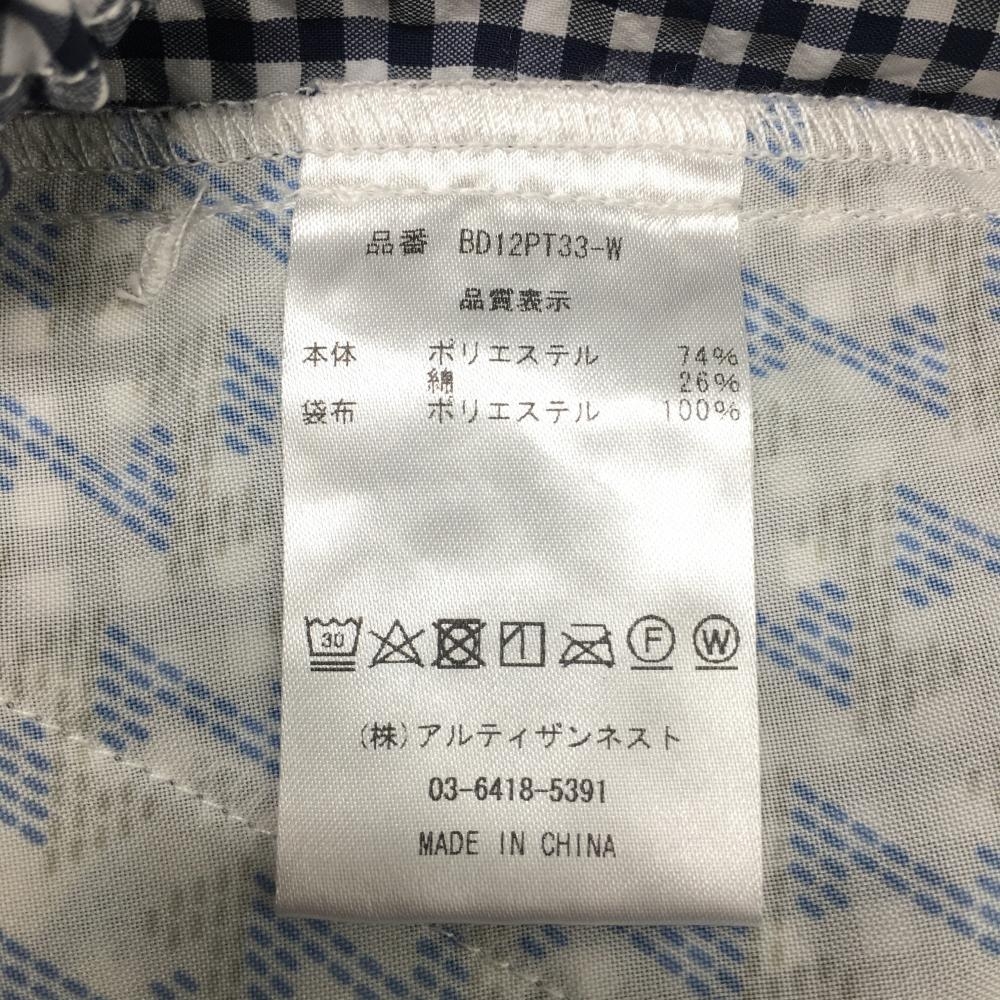 品番 BD12PT33-W
品質表示
本体 ポリエステル 74%
綿 26%
袋布 ポリエステル 100%
30 F W
(株)アルティザンネスト
03-6418-5391
MADE IN CHINA